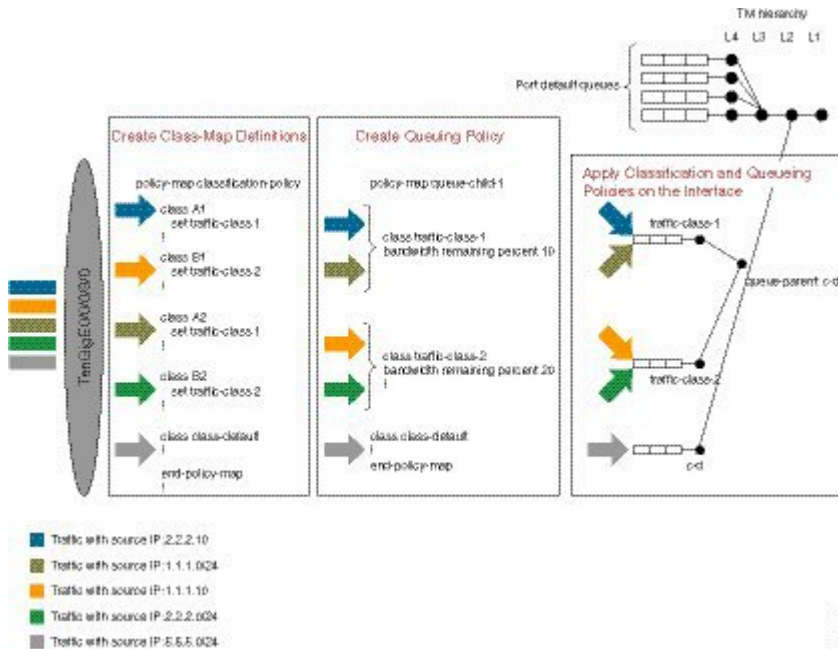 TM hierarchy
L4 L3 L2 L1
Port default queues
Create Class-Map Definitions
policy-map classification-policy
class A1
set traffic-class 1
!
class B1
set traffic-class 2
!
class A2
set traffic-class 1
!
class B2
set traffic-class 2
!
class class-default
!
end-policy-map
!
Create Queuing Policy
policy-map queue-child-1
class traffic-class-1
bandwidth remaining percent 10
class traffic-class-2
bandwidth remaining percent 20
!
class class-default
!
end-policy-map
Apply Classification and Queueing
Policies on the Interface
traffic-class-1
queue-parent c-d
traffic-class-2
c-d
Traffic with source IP:2.2.2.10
Traffic with source IP:1.1.1.0/24
Traffic with source IP:1.1.1.10
Traffic with source IP:2.2.2.0/24
Traffic with source IP:5.5.5.0/24